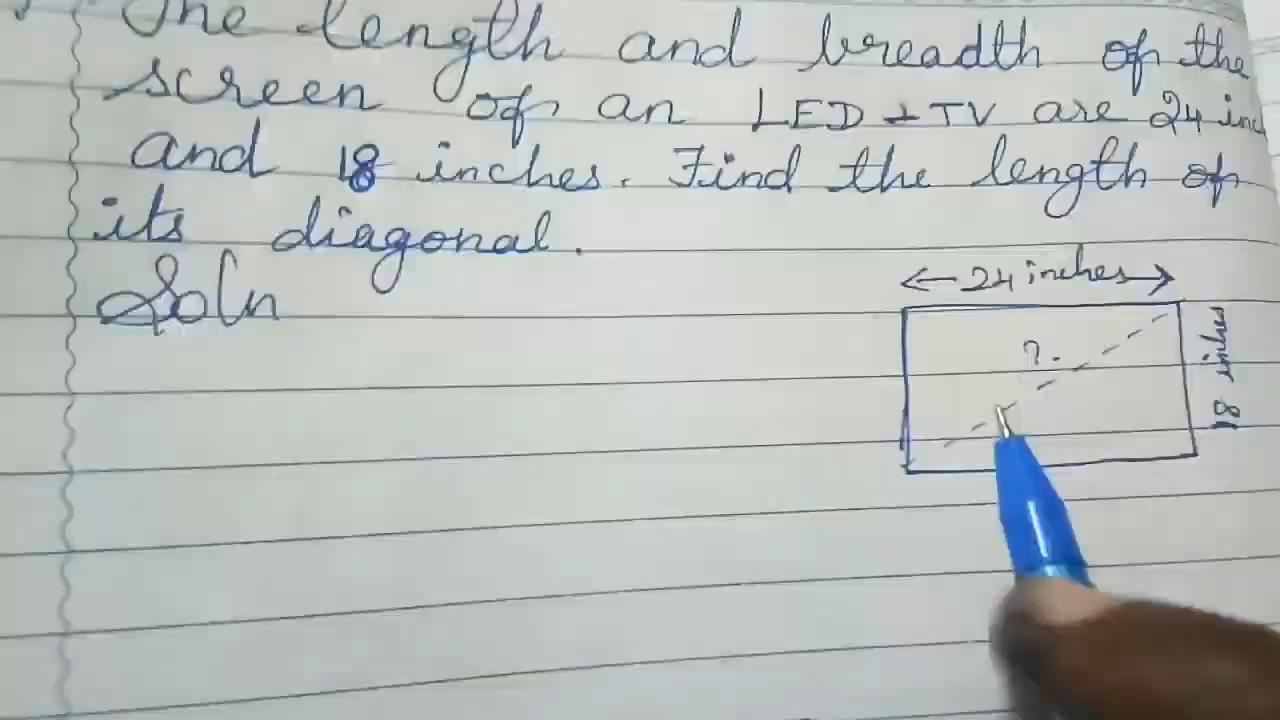 The length and breadth of the
screen of an LED TV are 24 inc
and 18 inches. Find the length of
its diagonal.
Soln
24 inches
?.
18 inches